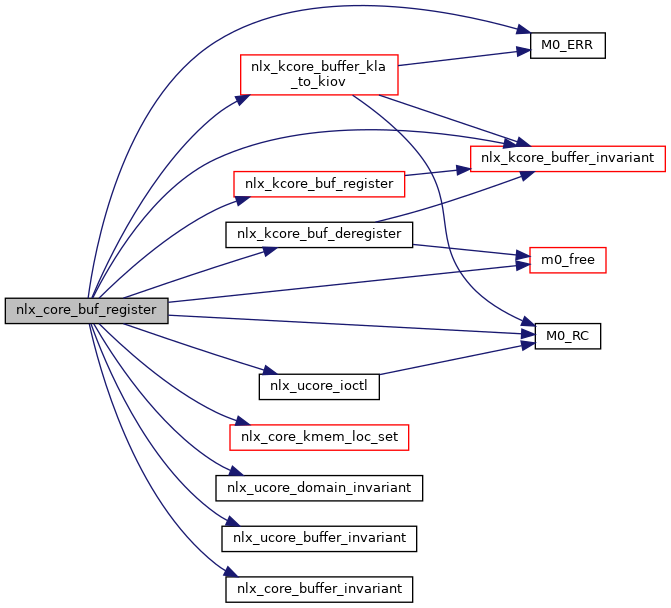 M0_ERR
nlx_kcore_buffer_kla
_to_kiov
nlx_kcore_buffer_invariant
nlx_kcore_buf_register
nlx_kcore_buf_deregister
m0_free
nlx_core_buf_register
M0_RC
nlx_ucore_ioctl
nlx_core_kmem_loc_set
nlx_ucore_domain_invariant
nlx_ucore_buffer_invariant
nlx_core_buffer_invariant